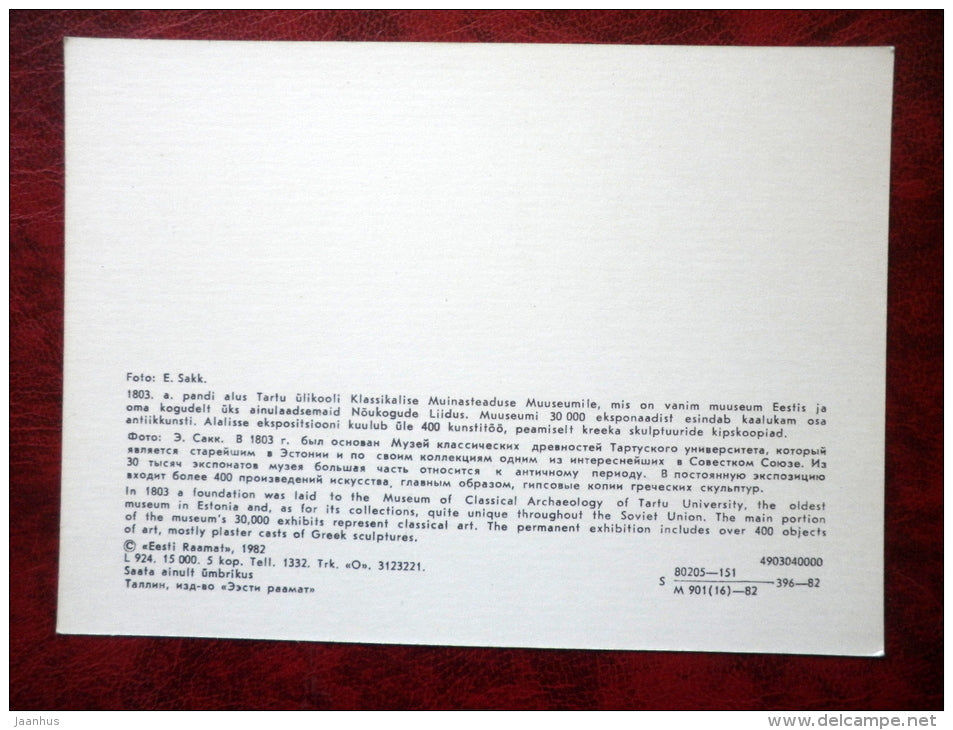 Foto: E. Sakk.
1803. a. pandi alus Tartu ülikooli Klassikalise Muinasteaduse Muuseumile, mis on vanim muuseum Eestis ja
oma kogudelt üks ainulaadsemaid Nõukogude Liidus. Muuseumi 30 000 eksponaadist esindab kaalukam osa
antiikkunsti. Alalisse ekspositsiooni kuulub üle 400 kunstitöö, peamiselt kreeka skulptuuride kipskoopiad.
Фото: Э. Сакк. В 1803 г. был основан Музей классических древностей Тартуского университета, который
является старейшим в Эстонии и по своим коллекциям одним из интереснейших в Советском Союзе. Из
30 тысяч экспонатов музея большая часть относится к античному периоду. В постоянную экспозицию
входит более 400 произведений искусства, главным образом, гипсовые копии греческих скульптур.
In 1803 a foundation was laid to the Museum of Classical Archaeology of Tartu University, the oldest
museum in Estonia and, as for its collections, quite unique throughout the Soviet Union. The main portion
of the museum's 30,000 exhibits represent classical art. The permanent exhibition includes over 400 objects
of art, mostly plaster casts of Greek sculptures.
© «Eesti Raamat», 1982
L 924. 15 000. 5 kop. Tell. 1332. Trk. «O». 3123221.
Saata ainult ümbrikus
Таллин, изд-во «Ээсти раамат»
4903040000
S 80205—151
M 901(16)—82 —396—82
jaanhus
www.delcampe.net